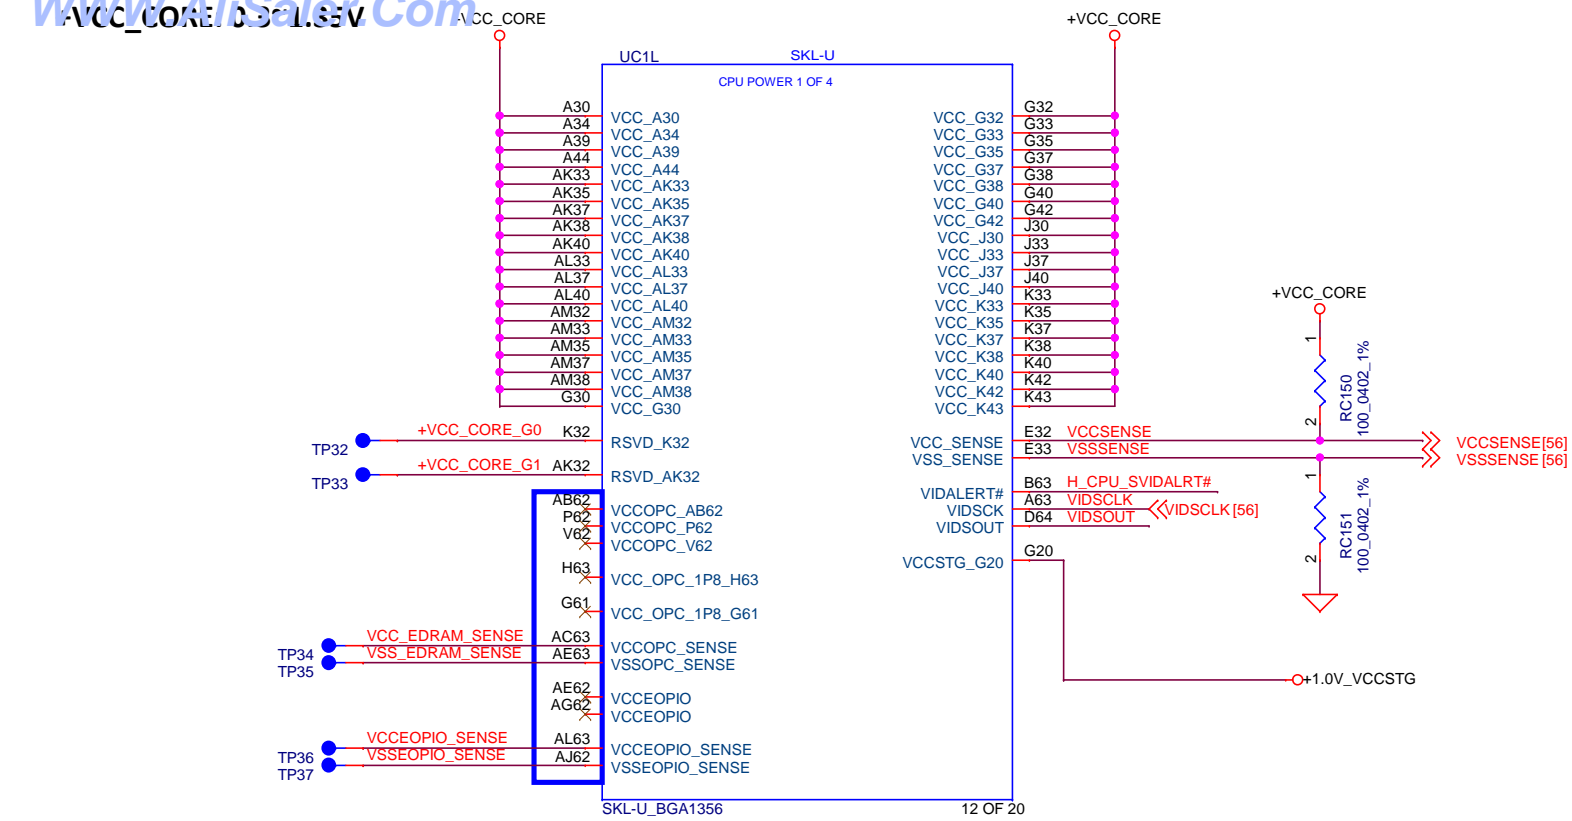 www.AliSaler.Com
+VCC_CORE
+VCC_CORE
UC1L
SKL-U
CPU POWER 1 OF 4
A30 VCC_A30 VCC_G32 G32
A34 VCC_A34 VCC_G33 G33
A39 VCC_A39 VCC_G35 G35
A44 VCC_A44 VCC_G37 G37
AK33 VCC_AK33 VCC_G38 G38
AK35 VCC_AK35 VCC_G40 G40
AK37 VCC_AK37 VCC_G42 G42
AK38 VCC_AK38 VCC_J30 J30
AK40 VCC_AK40 VCC_J33 J33
AL33 VCC_AL33 VCC_J37 J37
AL37 VCC_AL37 VCC_J40 J40
AL40 VCC_AL40 VCC_K33 K33
AM32 VCC_AM32 VCC_K35 K35
AM33 VCC_AM33 VCC_K37 K37
AM35 VCC_AM35 VCC_K38 K38
AM37 VCC_AM37 VCC_K40 K40
AM38 VCC_AM38 VCC_K42 K42
G30 VCC_G30 VCC_K43 K43
+VCC_CORE
1
RC150
100_0402_1%
2
TP32 +VCC_CORE_G0 K32 RSVD_K32 VCC_SENSE E32 VCCSENSE VCCSENSE[56]
VSS_SENSE E33 VSSSENSE VSSSENSE[56]
TP33 +VCC_CORE_G1 AK32 RSVD_AK32
1
RC151
100_0402_1%
2
VIDALERT# B63 H_CPU_SVIDALRT#
AB62 VCCOPC_AB62 VIDSCK A63 VIDSCLK VIDSCLK[56]
P62 VCCOPC_P62 VIDSOUT D64 VIDSOUT
V62 VCCOPC_V62
VCCSTG_G20 G20
H63 VCC_OPC_1P8_H63
G61 VCC_OPC_1P8_G61
TP34 VCC_EDRAM_SENSE AC63 VCCOPC_SENSE
TP35 VSS_EDRAM_SENSE AE63 VSSOPC_SENSE
+1.0V_VCCSTG
AE62 VCCEOPIO
AG62 VCCEOPIO
TP36 VCCEOPIO_SENSE AL63 VCCEOPIO_SENSE
TP37 VSSEOPIO_SENSE AJ62 VSSEOPIO_SENSE
SKL-U_BGA1356
12 OF 20